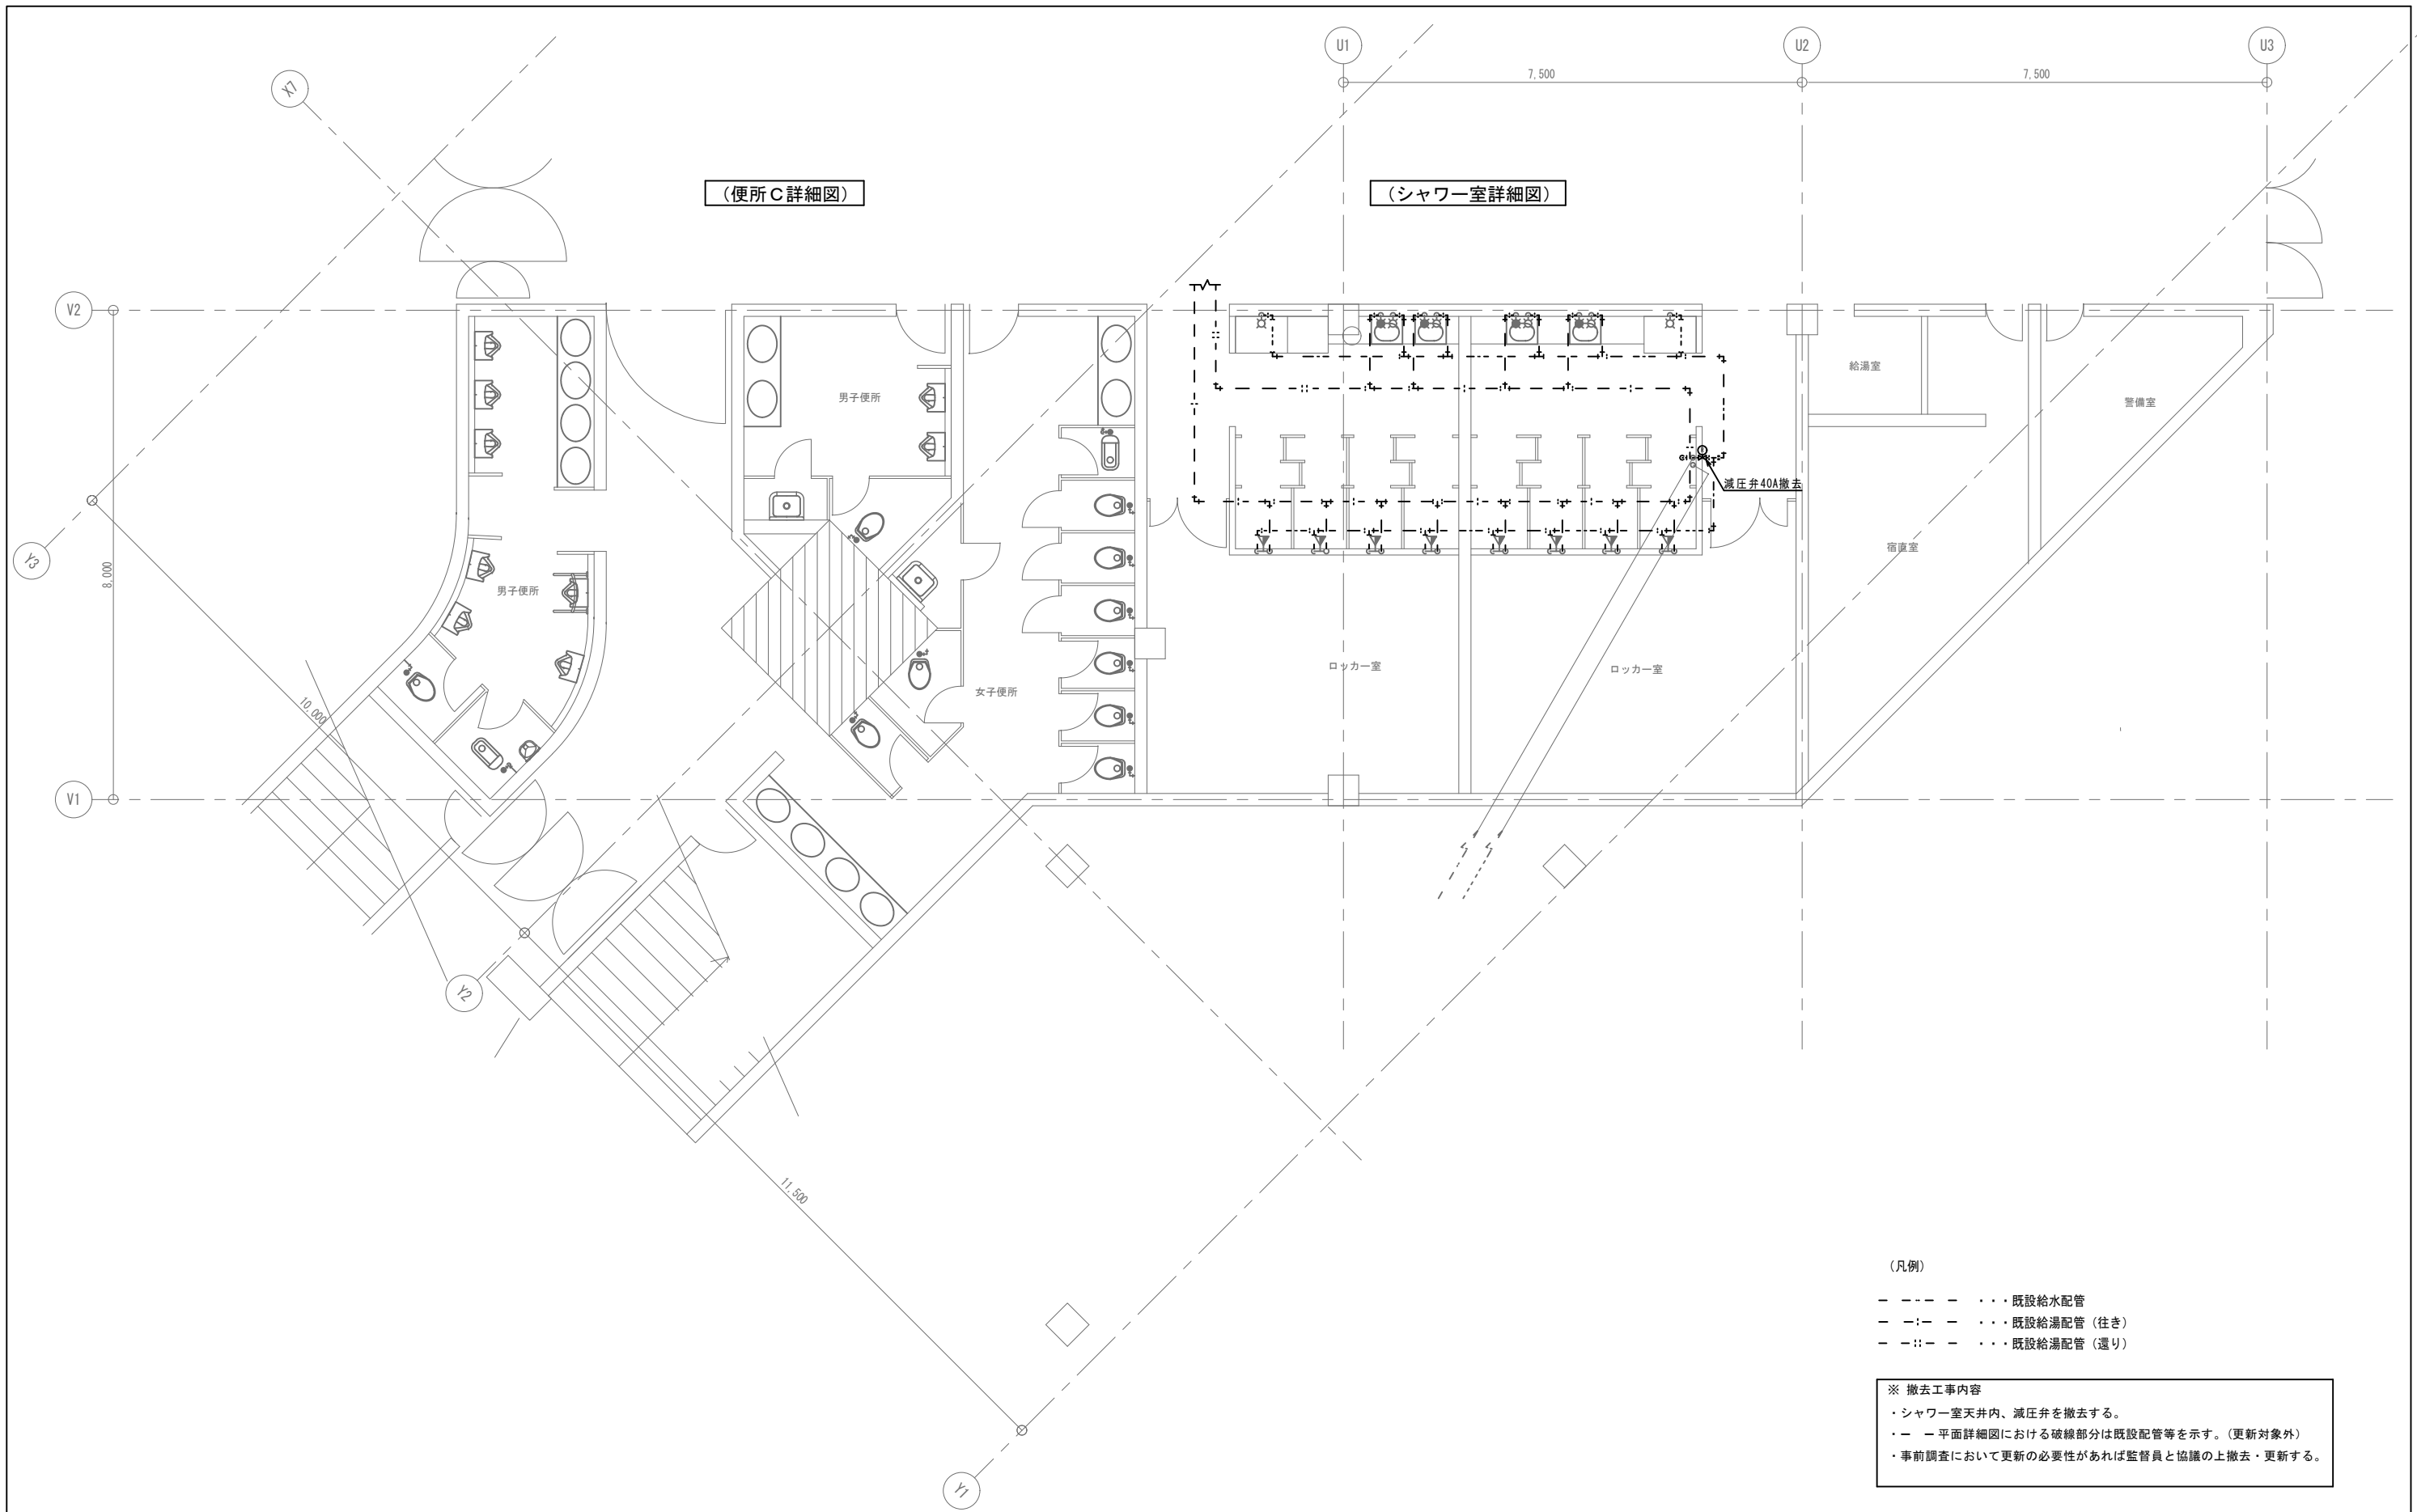 U1
U2
U3
X7
7,500
7,500
(便所C詳細図)
(シャワー室詳細図)
V2
給湯室
男子便所
警備室
減圧弁40A撤去
Y3
8,000
宿直室
男子便所
ロッカー室
ロッカー室
女子便所
10,000
V1
Y2
11,500
(凡例)
・・・既設給水配管
・・・既設給湯配管(往き)
・・・既設給湯配管(還り)
※ 撤去工事内容
・シャワー室天井内、減圧弁を撤去する。
・ー ー 平面詳細図における破線部分は既設配管等を示す。(更新対象外)
・事前調査において更新の必要性があれば監督員と協議の上撤去・更新する。
Y1